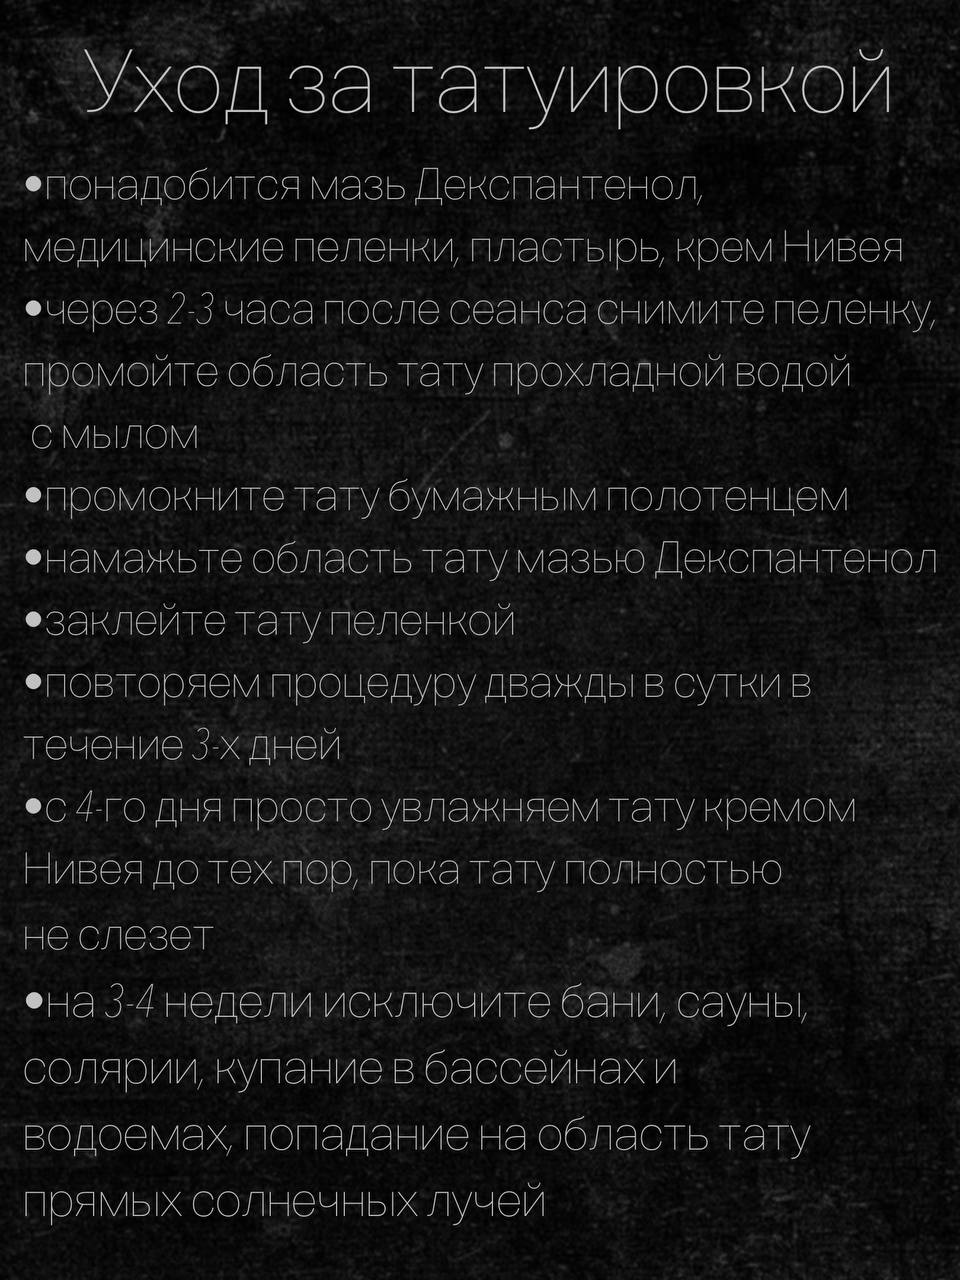 Уход за татуировкой
•понадобится мазь Декспантенол,
медицинские пеленки, пластырь, крем Нивея
•через 2-3 часа после сеанса снимите пеленку,
промойте область тату прохладной водой
с мылом
•промокните тату бумажным полотенцем
•намажьте область тату мазью Декспантенол
•заклейте тату пеленкой
•повторяем процедуру дважды в сутки в
течение 3-х дней
•с 4-го дня просто увлажняем тату кремом
Нивея до тех пор, пока тату полностью
не слезет
•на 3-4 недели исключите бани, сауны,
солярии, купание в бассейнах и
водоемах, попадание на область тату
прямых солнечных лучей